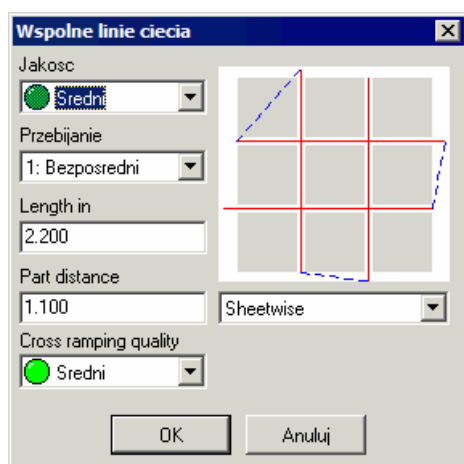 Wspolne linie ciecia
Jakosc
Sredni
Przebijanie
1: Bezposredni
Length in
2.200
Part distance
1.100
Sheetwise
Cross ramping quality
Sredni
OK
Anuluj